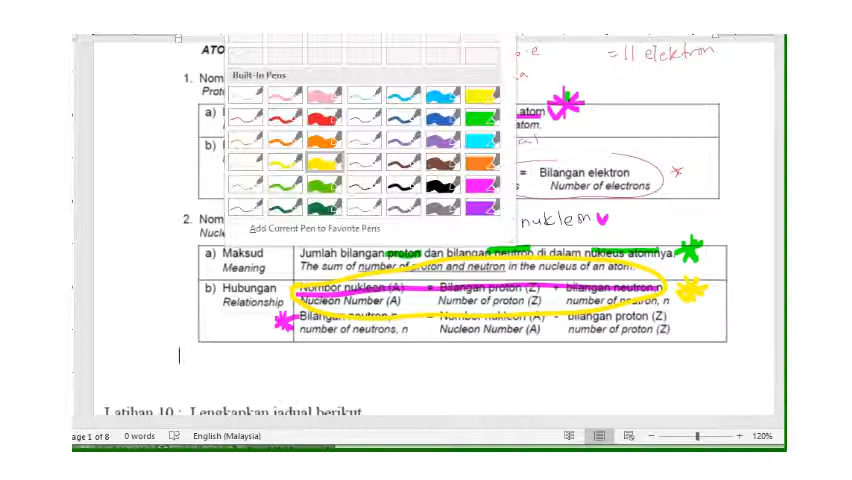 ATO
= 11 elektron
1. Nom
Prot
Built-In Pens
a)
atom
atom.
b)
= Bilangan elektron
s Number of electrons
Add Current Pen to Favorite Pens
2. Nom
nukleon
Nucle
a) Maksud Jumlah bilangan proton dan bilangan neutron di dalam nukleus atomnya.
Meaning The sum of number of proton and neutron in the nucleus of an atom.
b) Hubungan Nombor nukleon (A) = Bilangan proton (Z) + bilangan neutron,n
Relationship Nucleon Number (A) Number of proton (Z) number of neutron, n
Bilangan neutron,n = Nombor nukleon (A) - bilangan proton (Z)
number of neutrons, n Nucleon Number (A) number of proton (Z)
Latihan 10 : Lengkapkan jadual berikut
age 1 of 8 0 words English (Malaysia) 120%